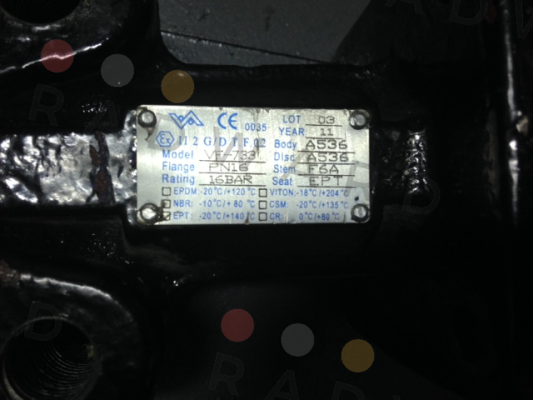 CE 0035 LOT 03
YEAR 11
Ex II 2 G/D T.F.02 Body A536
Model VF-733 Disc A536
Flange PN16 Stem F6A
Rating 16BAR Seat EPT
EPDM: -20°C/+120°C VITON: -18°C/+204°C
NBR: -10°C/+80°C CSM: -20°C/+135°C
EPT: -20°C/+140°C CR: 0°C/+80°C